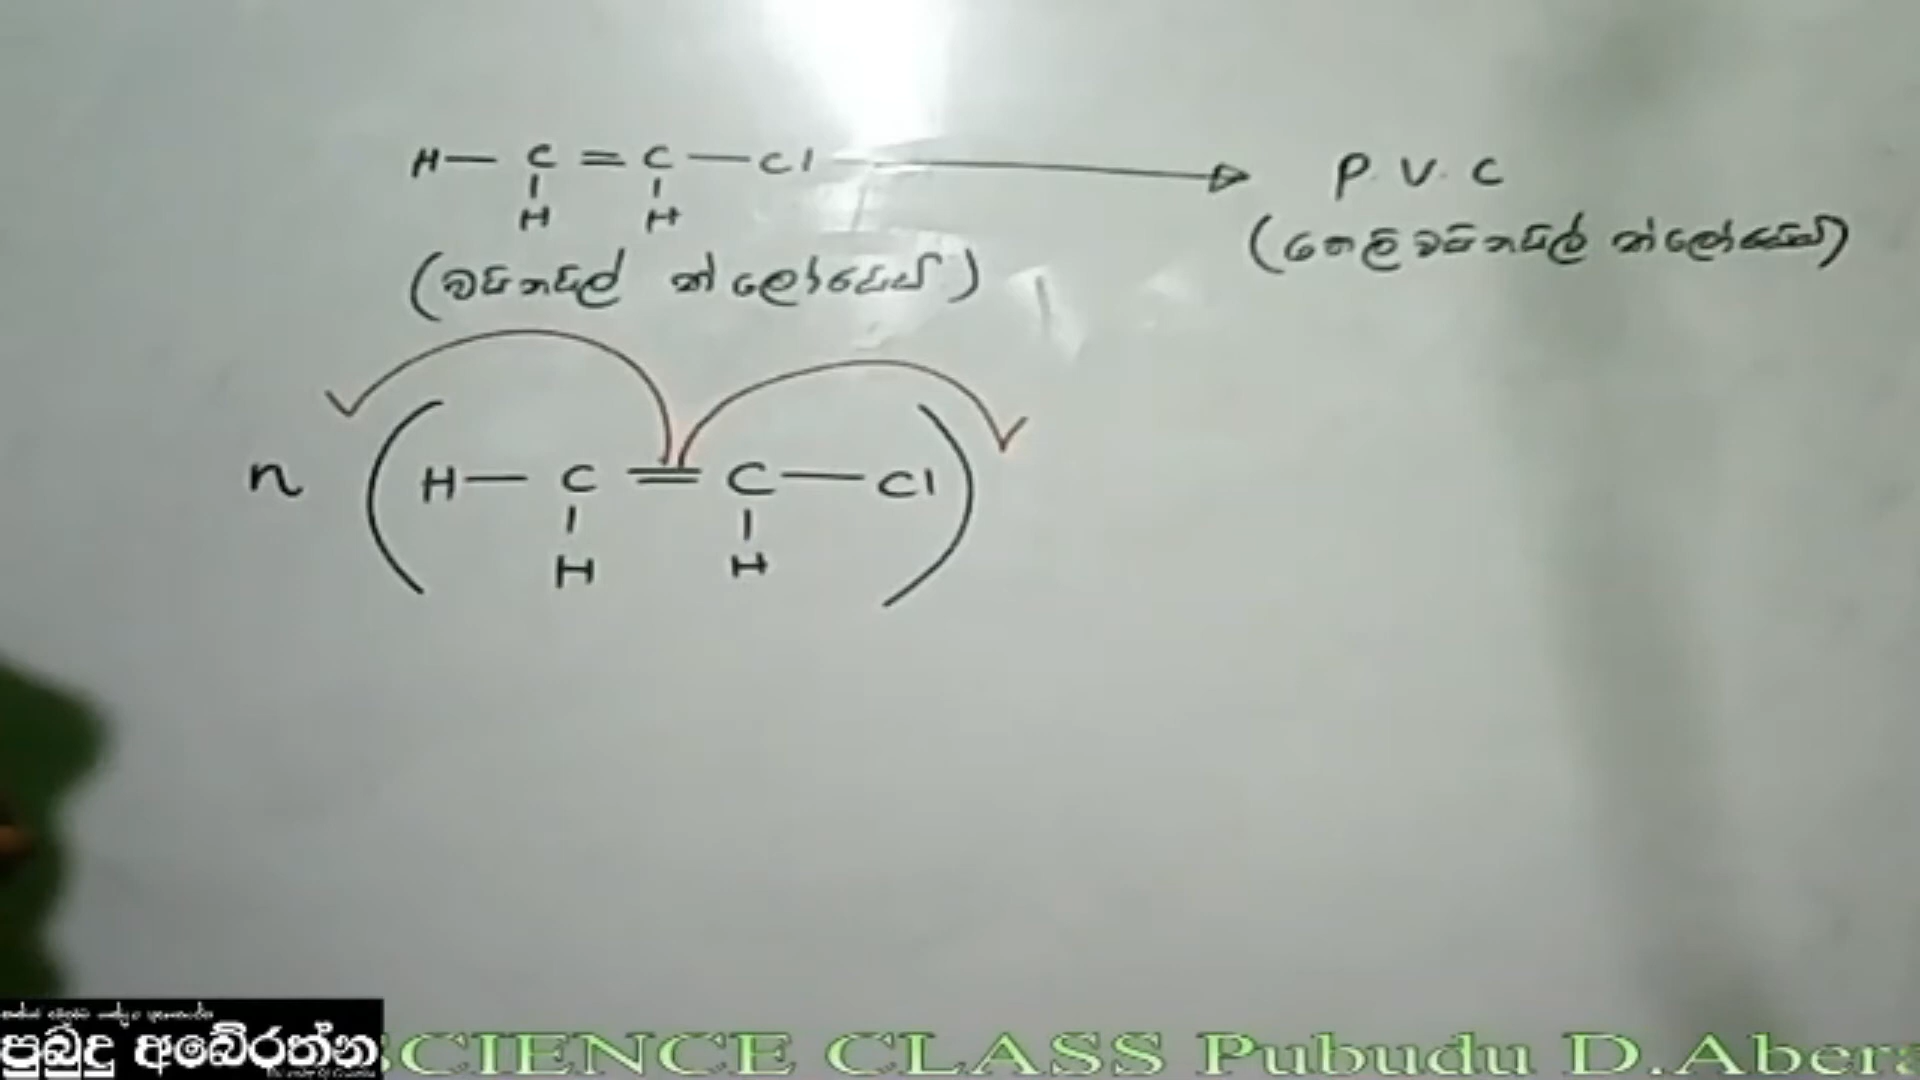 H — C = C — Cl → P. V. C
H H
(වයිනයිල් ක්ලෝරයිඩ්) (පොලිවයිනයිල් ක්ලෝරයිඩ්)
n ( H — C = C — Cl )
H H
පුබුදු අබේරත්න
SCIENCE CLASS Pubudu D.Abera